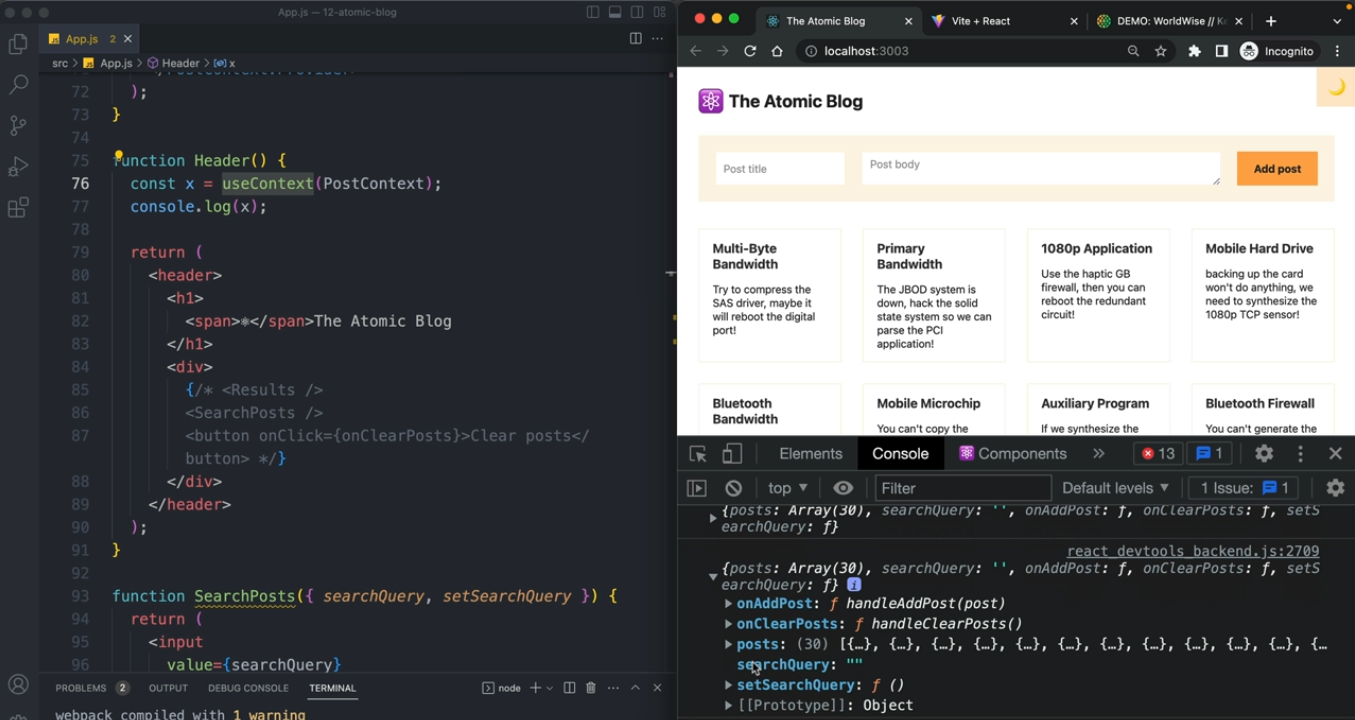 App.js — 12-atomic-blog
App.js 2
src > App.js > Header > x
72 );
73 }
74
75 function Header() {
76 const x = useContext(PostContext);
77 console.log(x);
78
79 return (
80 <header>
81 <h1>
82 <span>⚛</span>The Atomic Blog
83 </h1>
84 <div>
85 {/* <Results />
86 <SearchPosts />
87 <button onClick={onClearPosts}>Clear posts</
button> */}
88 </div>
89 </header>
90 );
91 }
92
93 function SearchPosts({ searchQuery, setSearchQuery }) {
94 return (
95 <input
96 value={searchQuery}
PROBLEMS 2 OUTPUT DEBUG CONSOLE TERMINAL node
webpack compiled with 1 warning
The Atomic Blog
Vite + React
DEMO: WorldWise //
localhost:3003
Incognito
⚛ The Atomic Blog
Post title
Post body
Add post
Multi-Byte
Bandwidth
Try to compress the
SAS driver, maybe it
will reboot the digital
port!
Primary
Bandwidth
The JBOD system is
down, hack the solid
state system so we can
parse the PCI
application!
1080p Application
Use the haptic GB
firewall, then you can
reboot the redundant
circuit!
Mobile Hard Drive
backing up the card
won't do anything, we
need to synthesize the
1080p TCP sensor!
Bluetooth
Bandwidth
Mobile Microchip
You can't copy the
Auxiliary Program
If we synthesize the
Bluetooth Firewall
You can't generate the
Elements Console ⚛ Components » 13 1
top Filter Default levels 1 Issue: 1
{posts: Array(30), searchQuery: '', onAddPost: ƒ, onClearPosts: ƒ, setS
earchQuery: ƒ}
react_devtools_backend.js:2709
{posts: Array(30), searchQuery: '', onAddPost: ƒ, onClearPosts: ƒ, setS
earchQuery: ƒ} i
onAddPost: ƒ handleAddPost(post)
onClearPosts: ƒ handleClearPosts()
posts: (30) [{…}, {…}, {…}, {…}, {…}, {…}, {…}, {…}, {…}, {…}, {…}, {…
searchQuery: ""
setSearchQuery: ƒ ()
[[Prototype]]: Object